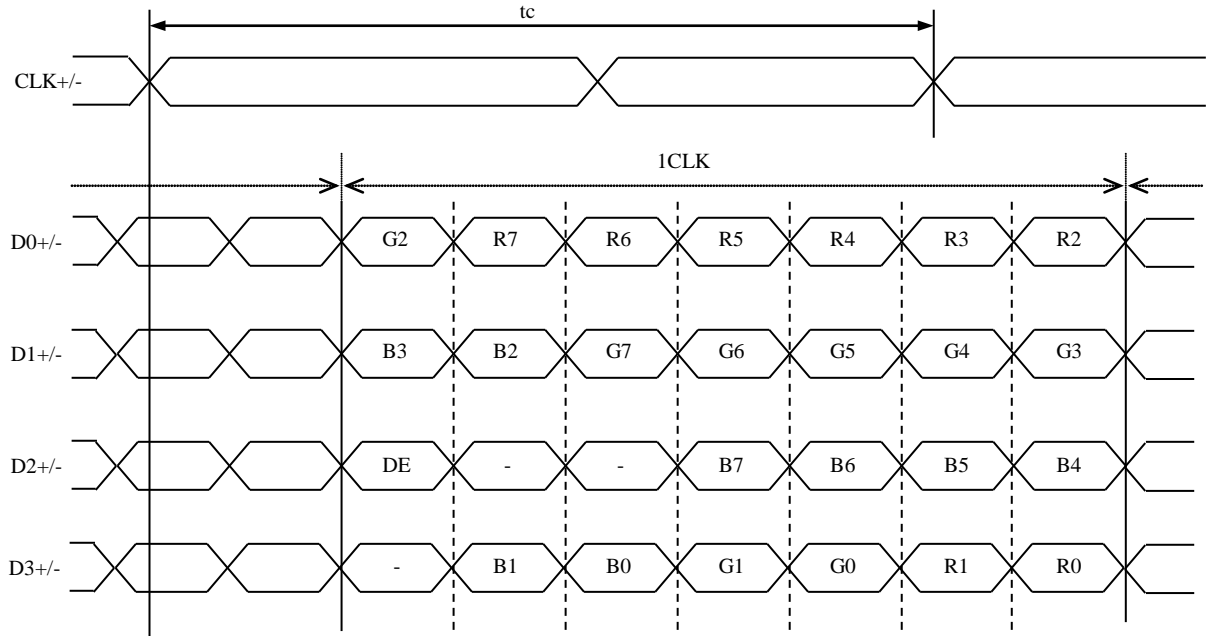 tc
CLK+/-
1CLK
D0+/- G2 R7 R6 R5 R4 R3 R2
D1+/- B3 B2 G7 G6 G5 G4 G3
D2+/- DE - - B7 B6 B5 B4
D3+/- - B1 B0 G1 G0 R1 R0